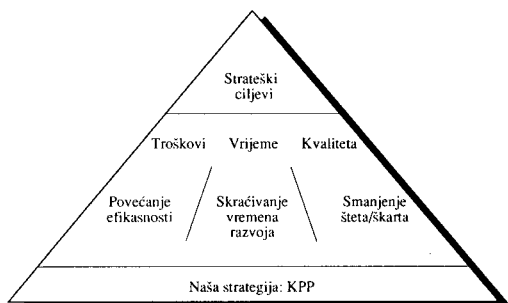 Strateški
ciljevi
Troškovi Vrijeme Kvaliteta
Povećanje
efikasnosti
Skraćivanje
vremena
razvoja
Smanjenje
šteta/škarta
Naša strategija: KPP